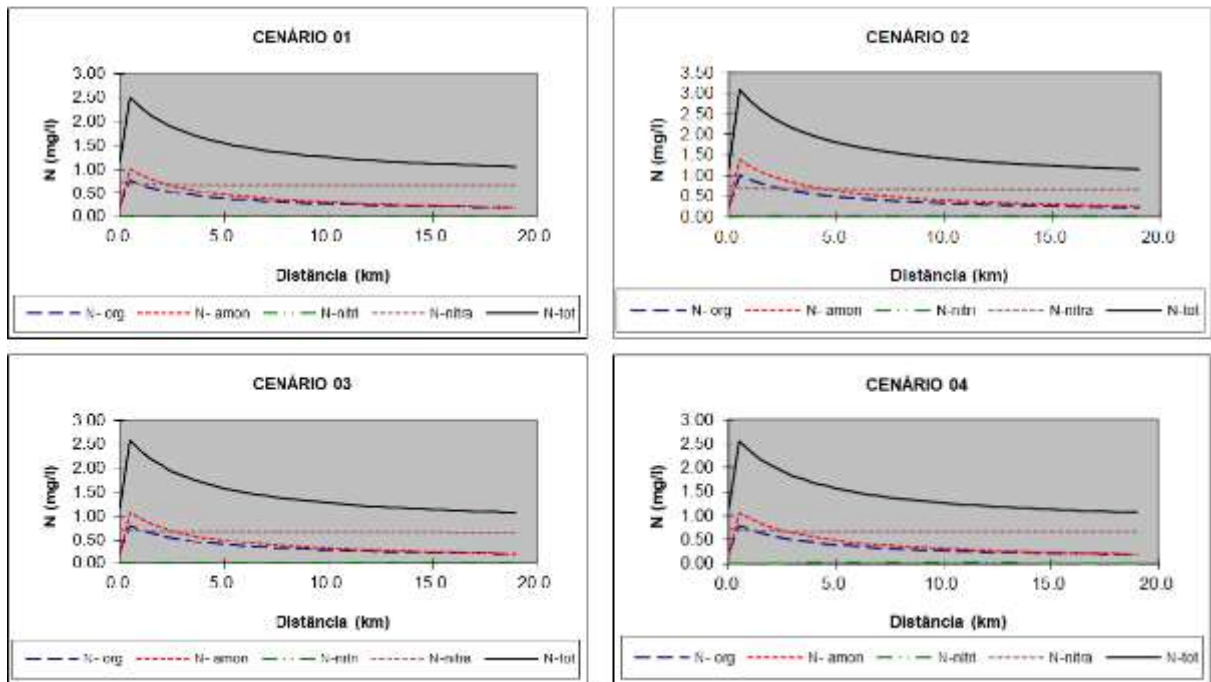 CENÁRIO 01
N (mg/l)
3.00
2.50
2.00
1.50
1.00
0.50
0.00
0.0 5.0 10.0 15.0 20.0
Distância (km)
N- org N- amon N-nitri N-nitra N-tot
CENÁRIO 02
N (mg/l)
3.50
3.00
2.50
2.00
1.50
1.00
0.50
0.00
0.0 5.0 10.0 15.0 20.0
Distância (km)
N- org N- amon N-nitri N-nitra N-tot
CENÁRIO 03
N (mg/l)
3.00
2.50
2.00
1.50
1.00
0.50
0.00
0.0 5.0 10.0 15.0 20.0
Distância (km)
N- org N- amon N-nitri N-nitra N-tot
CENÁRIO 04
N (mg/l)
3.00
2.50
2.00
1.50
1.00
0.50
0.00
0.0 5.0 10.0 15.0 20.0
Distância (km)
N- org N- amon N-nitri N-nitra N-tot